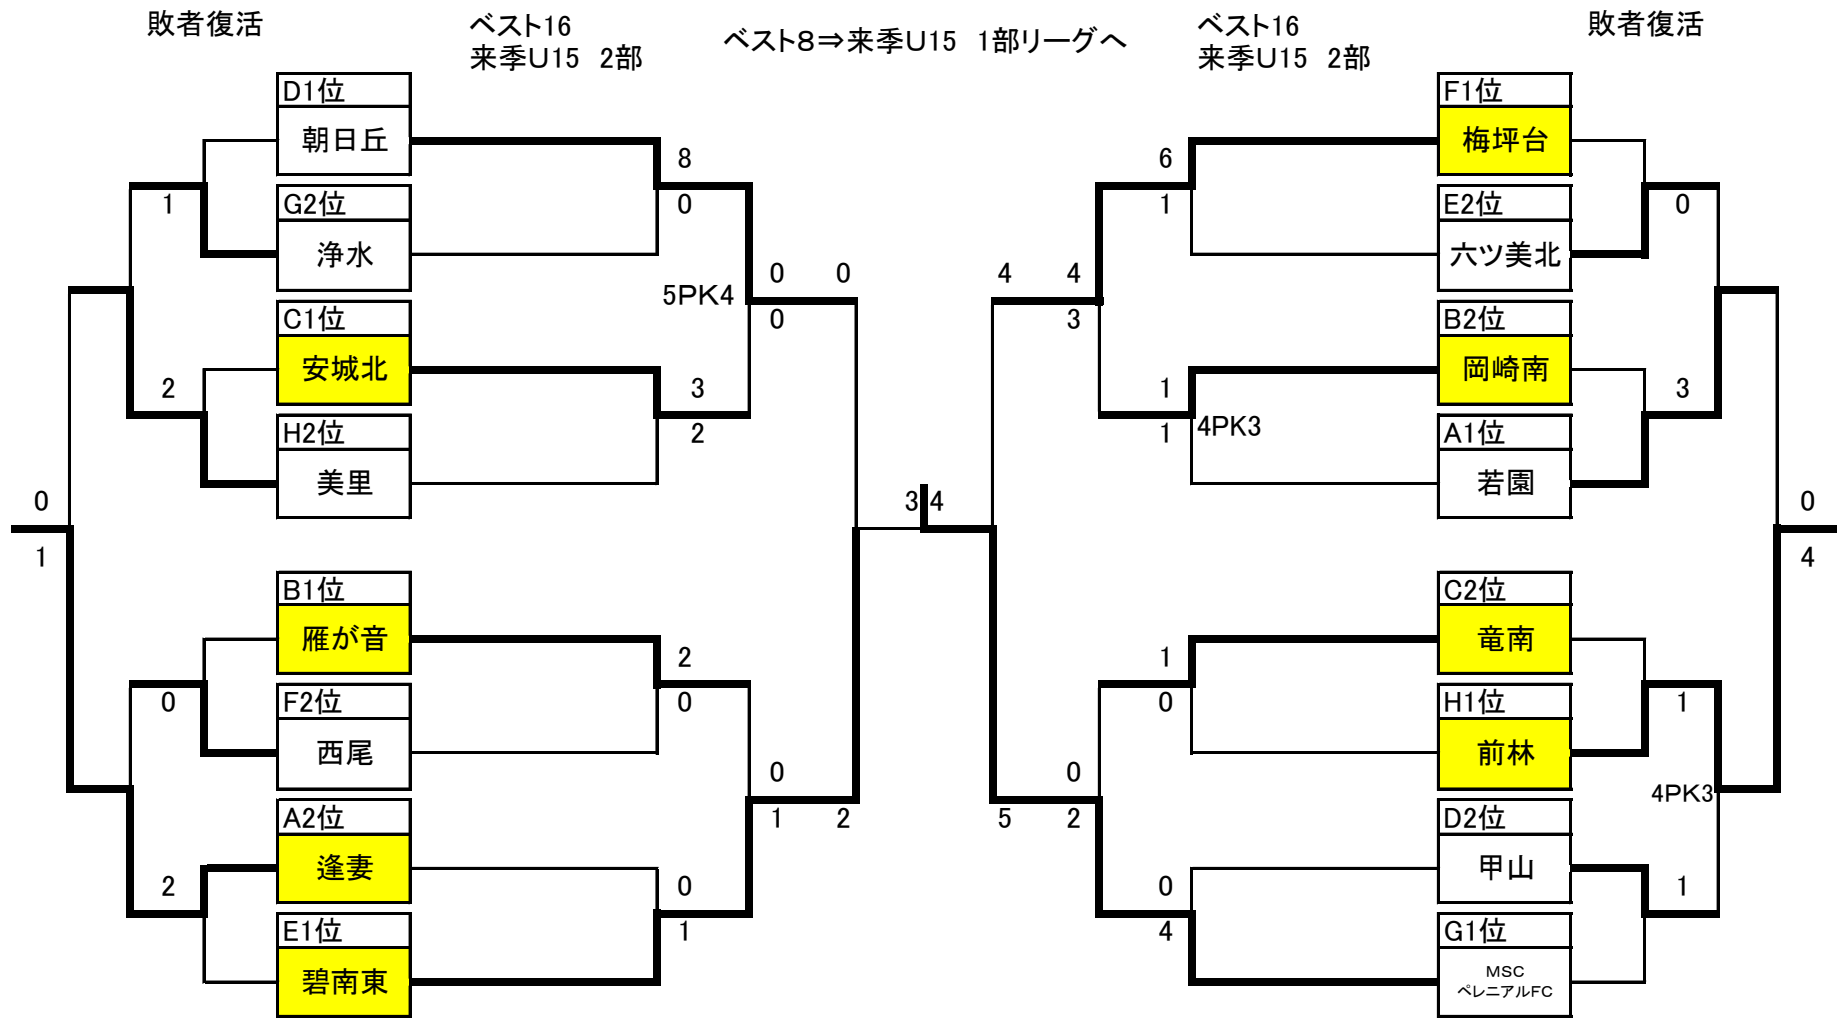 敗者復活
ベスト16
来季U15 2部
ベスト8⇒来季U15 1部リーグへ
ベスト16
来季U15 2部
敗者復活
D1位
朝日丘
G2位
浄水
C1位
安城北
H2位
美里
B1位
雁が音
F2位
西尾
A2位
逢妻
E1位
碧南東
1
2
0
1
0
2
8
0
5PK4
3
2
0
0
0
2
0
0
1
2
0
1
3
4
4
4
3
5
0
2
6
1
1
1
4PK3
1
0
0
4
F1位
梅坪台
E2位
六ツ美北
B2位
岡崎南
A1位
若園
C2位
竜南
H1位
前林
D2位
甲山
G1位
MSC
ペレニアルFC
0
3
0
4
1
4PK3
1